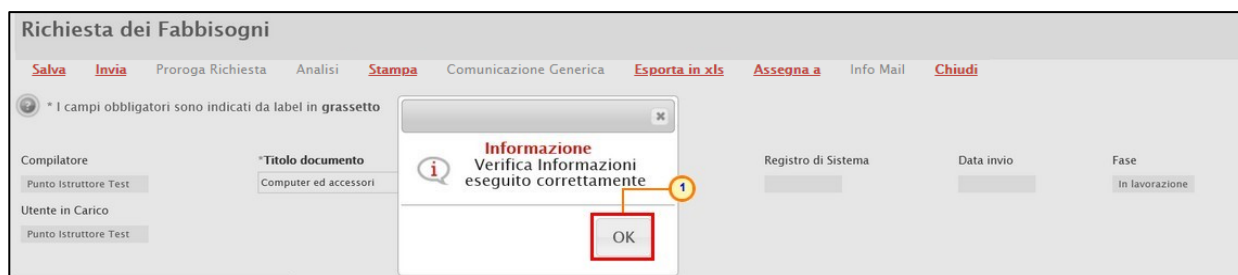 Richiesta dei Fabbisogni
Salva Invia Proroga Richiesta Analisi Stampa Comunicazione Generica Esporta in xls Assegna a Info Mail Chiudi
* I campi obbligatori sono indicati da label in grassetto
Informazione
Verifica Informazioni
eseguito correttamente
1
OK
Compilatore *Titolo documento Registro di Sistema Data invio Fase
Punto Istruttore Test Computer ed accessori In lavorazione
Utente in Carico
Punto Istruttore Test